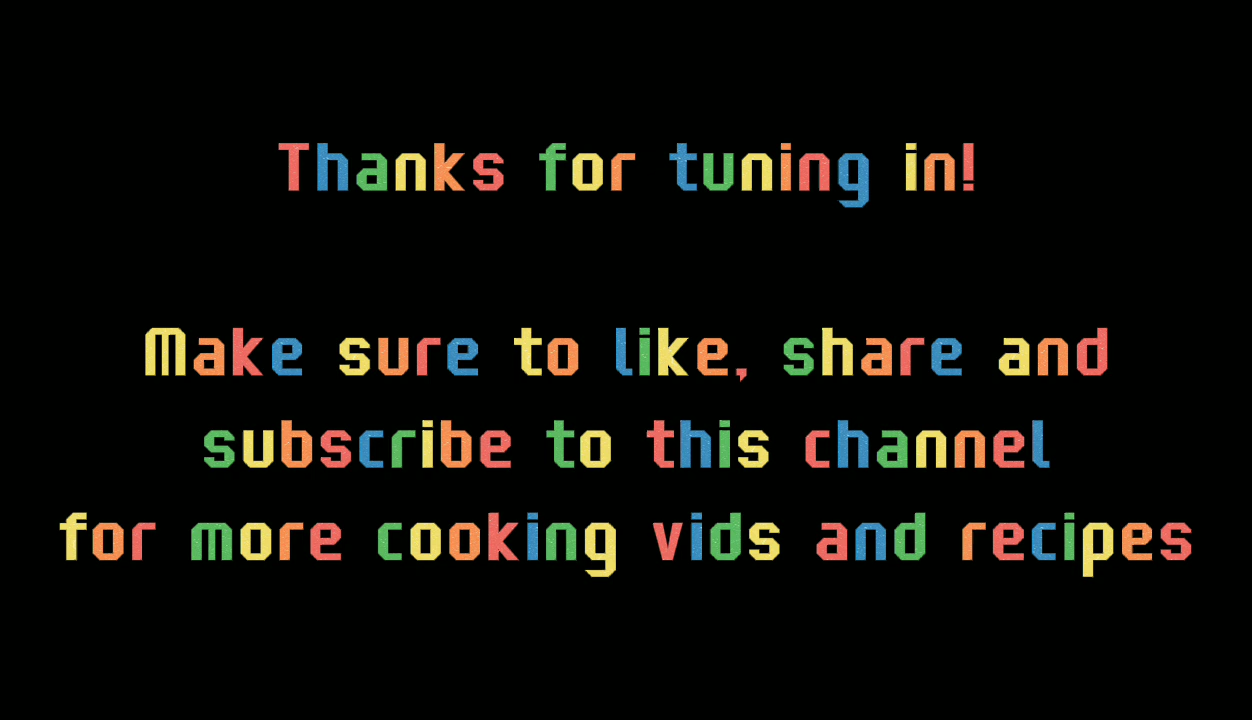 Thanks for tuning in!
Make sure to like, share and
subscribe to this channel
for more cooking vids and recipes